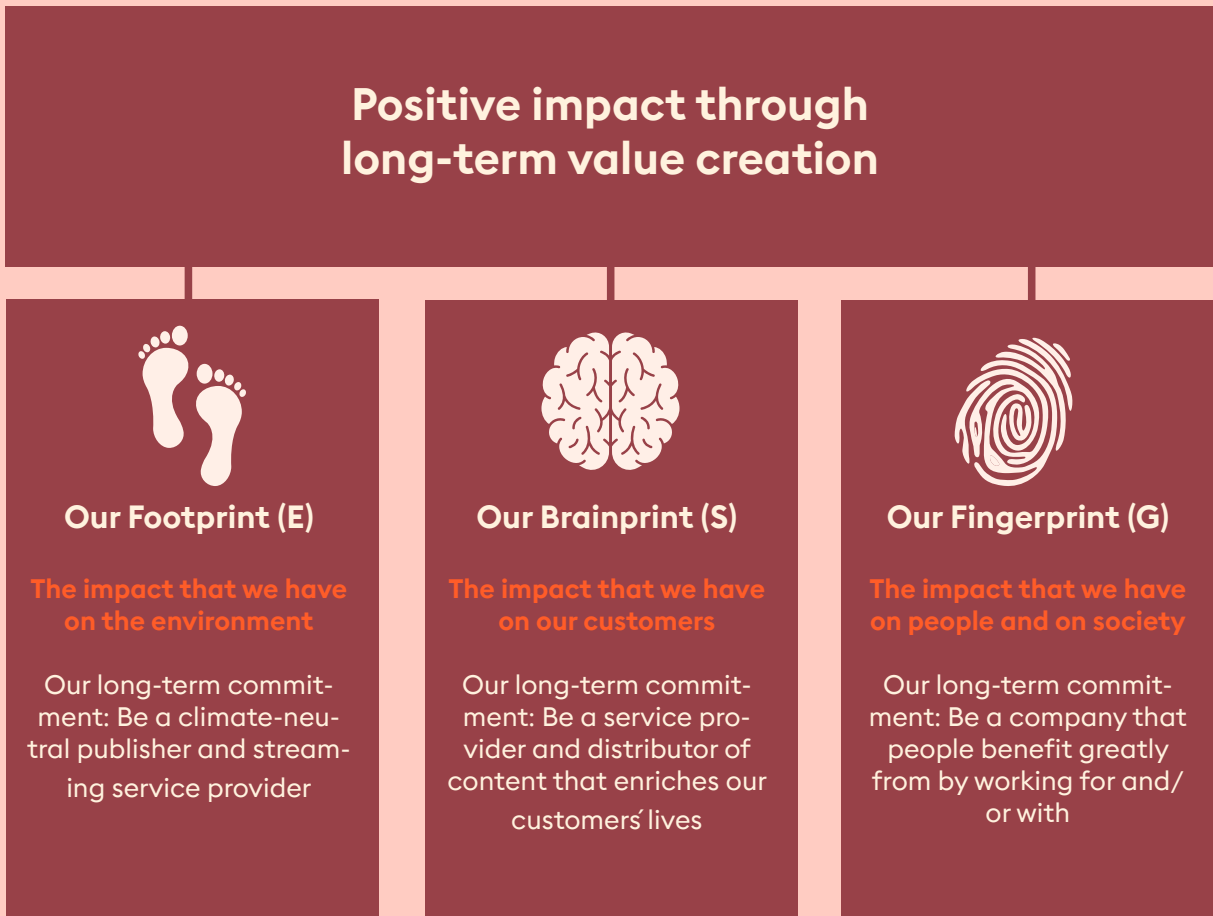 Positive impact through
long-term value creation
Our Footprint (E)
The impact that we have
on the environment
Our long-term commit-
ment: Be a climate-neu-
tral publisher and stream-
ing service provider
Our Brainprint (S)
The impact that we have
on our customers
Our long-term commit-
ment: Be a service pro-
vider and distributor of
content that enriches our
customers´ lives
Our Fingerprint (G)
The impact that we have
on people and on society
Our long-term commit-
ment: Be a company that
people benefit greatly
from by working for and/
or with